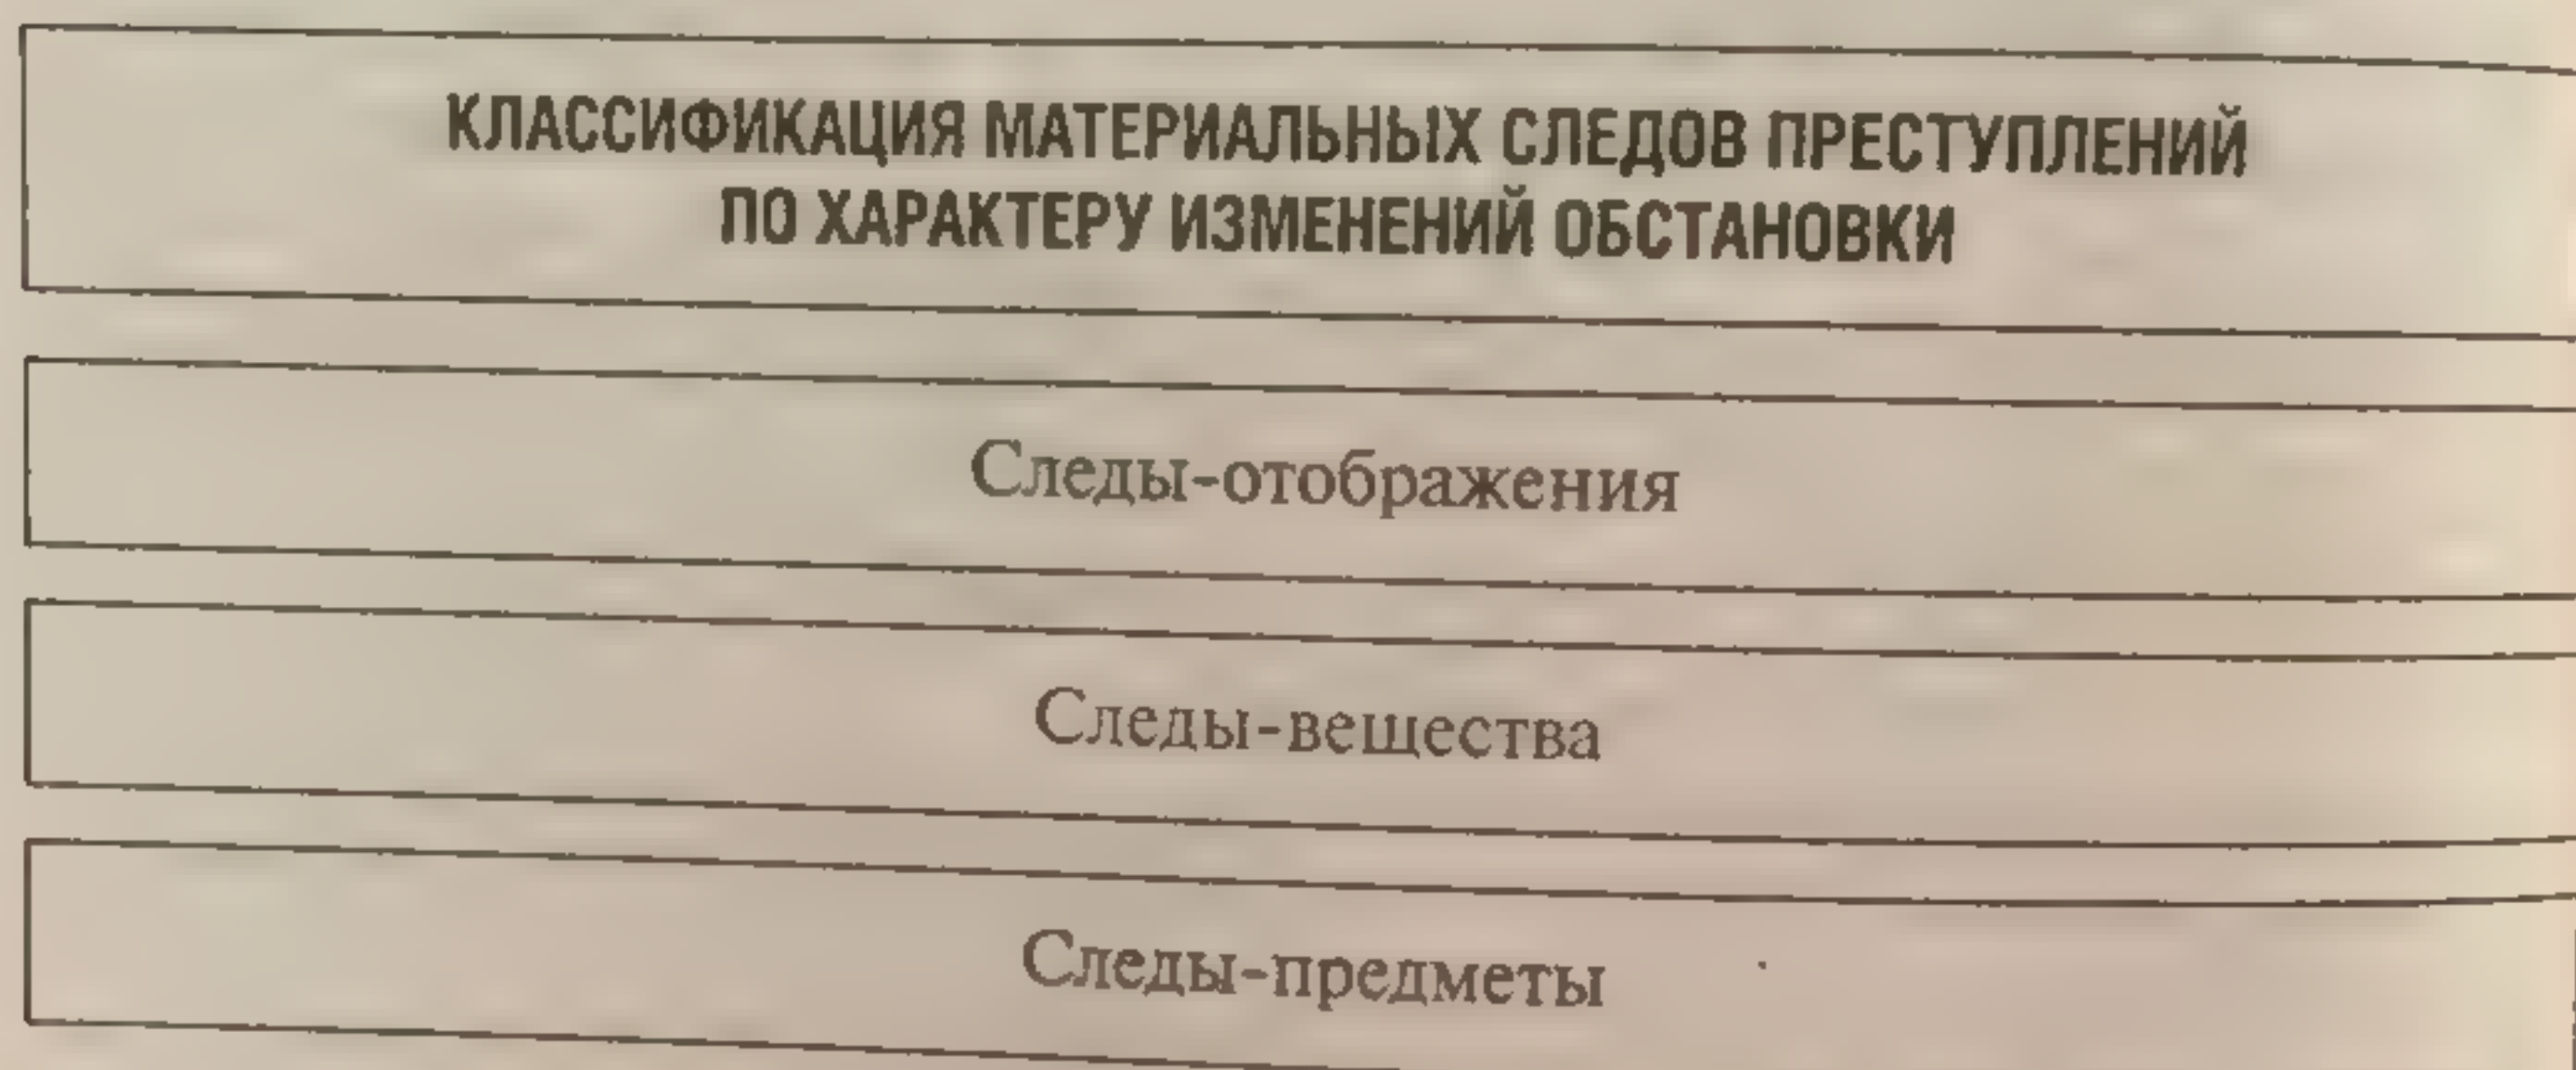 КЛАССИФИКАЦИЯ МАТЕРИАЛЬНЫХ СЛЕДОВ ПРЕСТУПЛЕНИЙ
ПО ХАРАКТЕРУ ИЗМЕНЕНИЙ ОБСТАНОВКИ
Следы-отображения
Следы-вещества
Следы-предметы